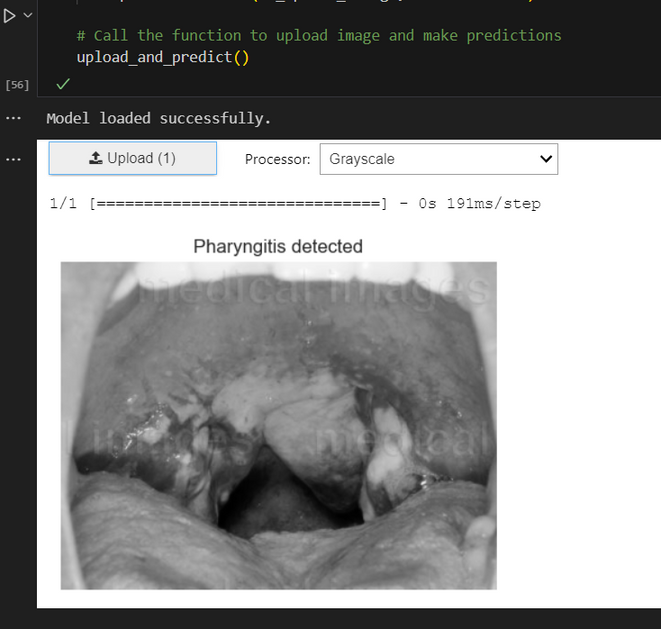 # Call the function to upload image and make predictions
upload_and_predict()
[56]
Model loaded successfully.
Upload (1)
Processor:
Grayscale
1/1 [==============================] - 0s 191ms/step
Pharyngitis detected
medical images
medical